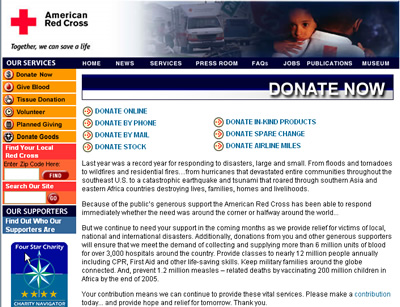 American
Red Cross
Together, we can save a life
OUR SERVICES
HOME NEWS SERVICES PRESS ROOM FAQs JOBS PUBLICATIONS MUSEUM
Donate Now
Give Blood
Tissue Donation
Volunteer
Planned Giving
Donate Goods
Find Your Local
Red Cross
Enter Zip Code Here:
FIND
Search Our Site
GO
OUR SUPPORTERS
Find Out Who Our
Supporters Are
Four Star Charity
CHARITY NAVIGATOR
DONATE NOW
DONATE ONLINE
DONATE BY PHONE
DONATE BY MAIL
DONATE STOCK
DONATE IN-KIND PRODUCTS
DONATE SPARE CHANGE
DONATE AIRLINE MILES
Last year was a record year for responding to disasters, large and small. From floods and tornadoes
to wildfires and residential fires...from hurricanes that devastated entire communities throughout the
southeast U.S. to a catastrophic earthquake and tsunami that roared through southern Asia and
eastern Africa countries destroying lives, families, homes and livelihoods.
Because of the public's generous support the American Red Cross has been able to respond
immediately whether the need was around the corner or halfway around the world...
But we continue to need your support in the coming months as we provide relief for victims of local,
national and international disasters. Additionally, donations from you and other generous supporters
will ensure that we meet the demand of collecting and supplying more than 6 million units of blood
for over 3,000 hospitals around the country. Provide classes to nearly 12 million people annually
including CPR, First Aid and other life-saving skills. Keep military families around the globe
connected. And, prevent 1.2 million measles – related deaths by vaccinating 200 million children in
Africa by the end of 2005.
Your contribution means we can continue to provide these vital services. Please make a contribution
today... and provide hope and relief for tomorrow. Thank you.